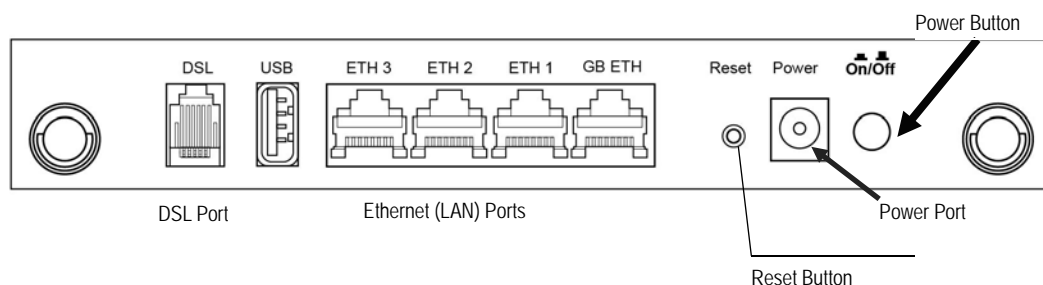 Power Button
DSL USB ETH 3 ETH 2 ETH 1 GB ETH Reset Power On/Off
DSL Port Ethernet (LAN) Ports Power Port
Reset Button